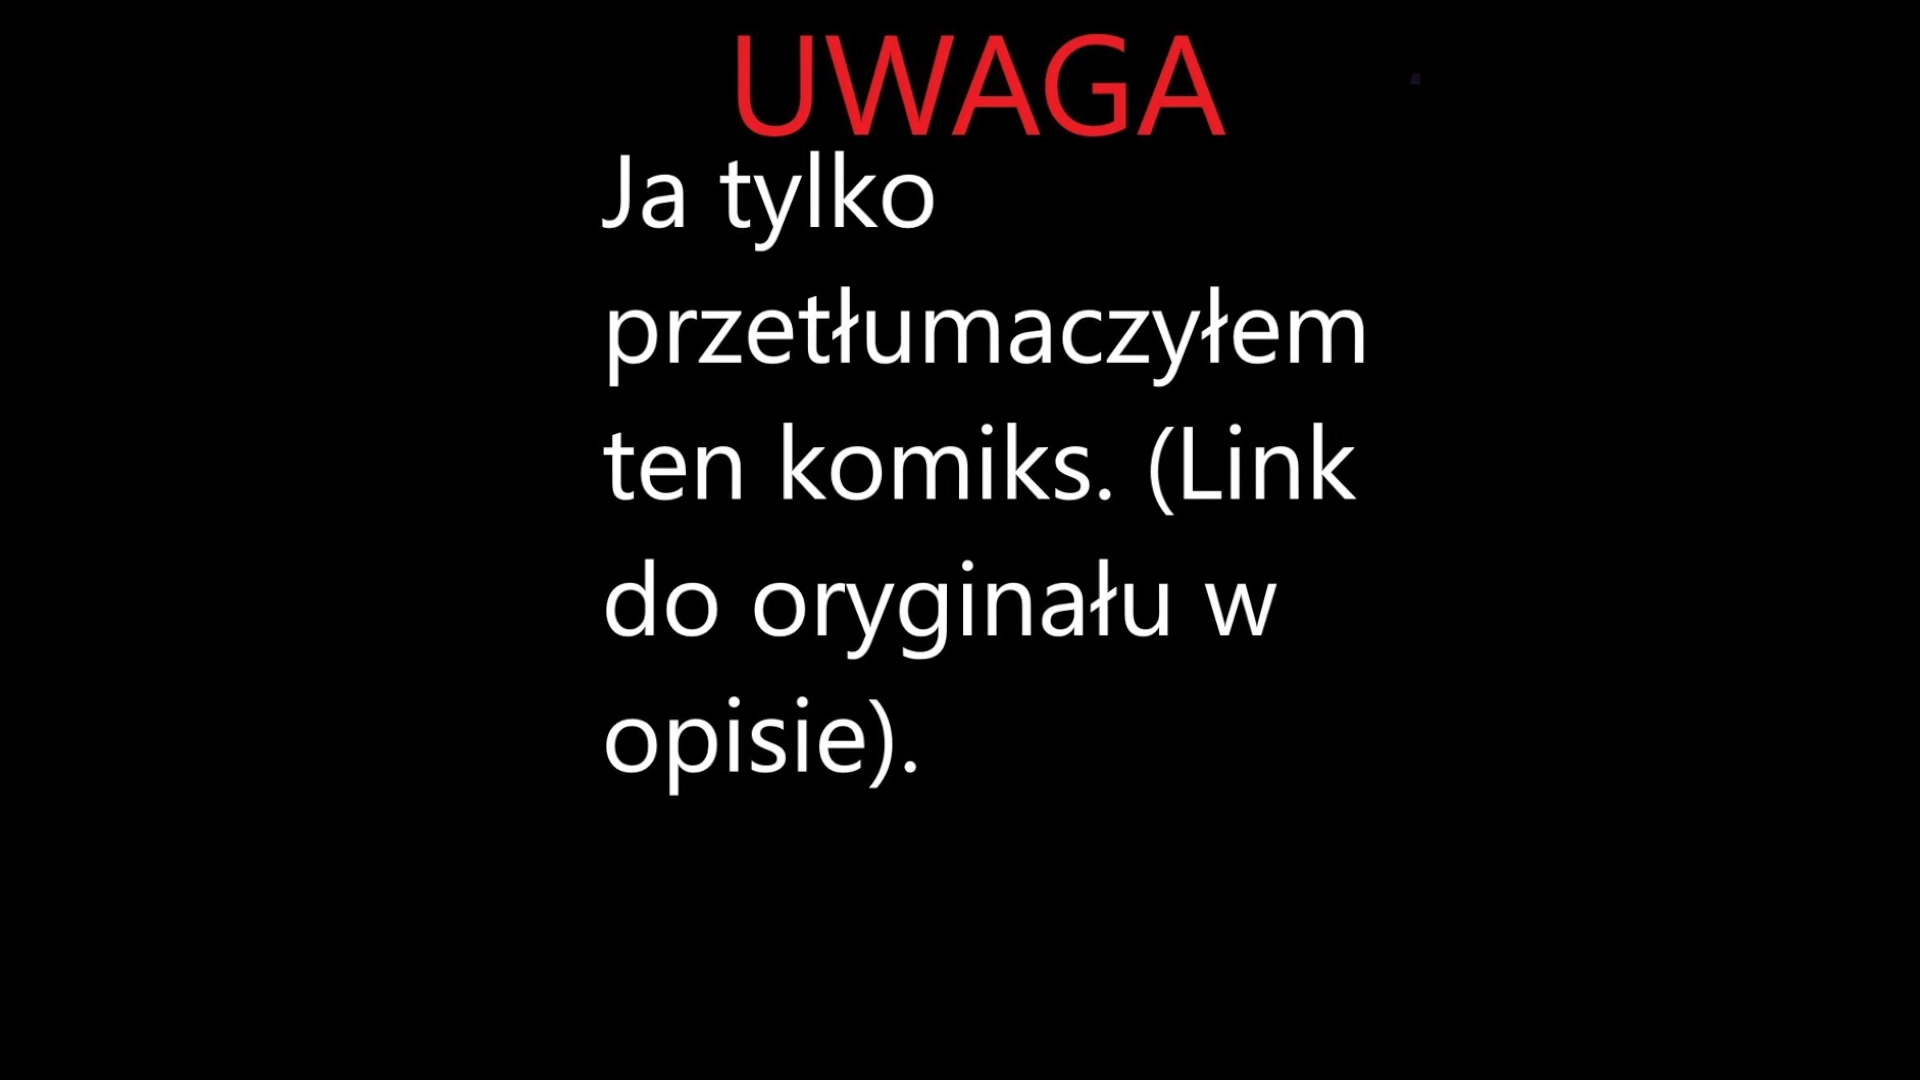 UWAGA
Ja tylko
przetłumaczyłem
ten komiks. (Link
do oryginału w
opisie).